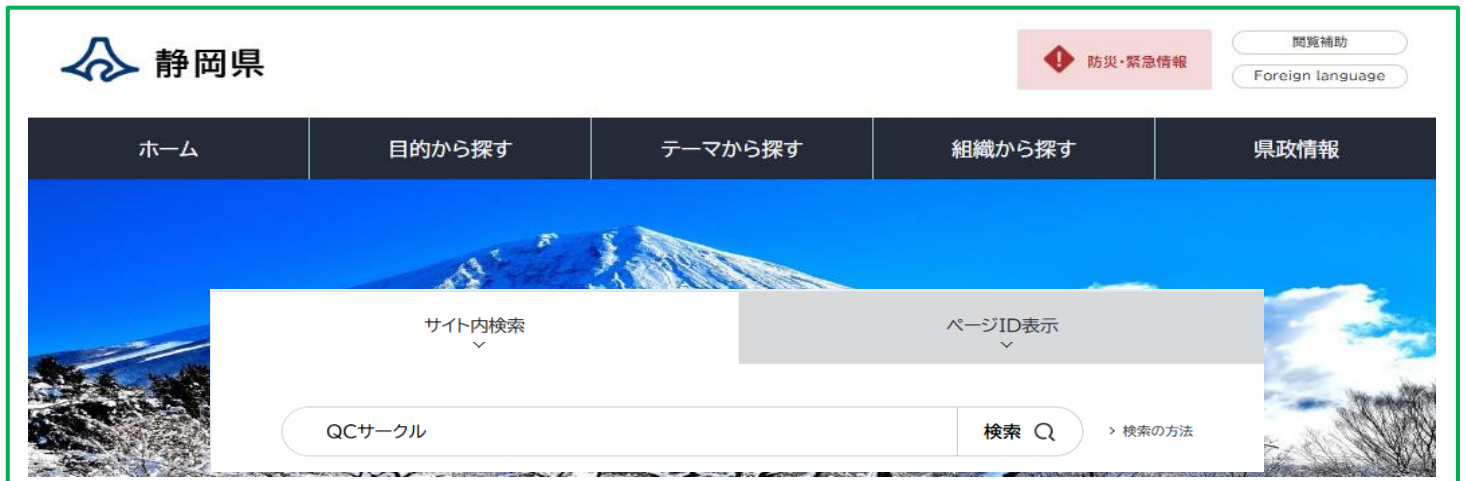 静岡県
防災・緊急情報
閲覧補助
Foreign language
ホーム 目的から探す テーマから探す 組織から探す 県政情報
サイト内検索 ページID表示
QCサークル 検索 > 検索の方法